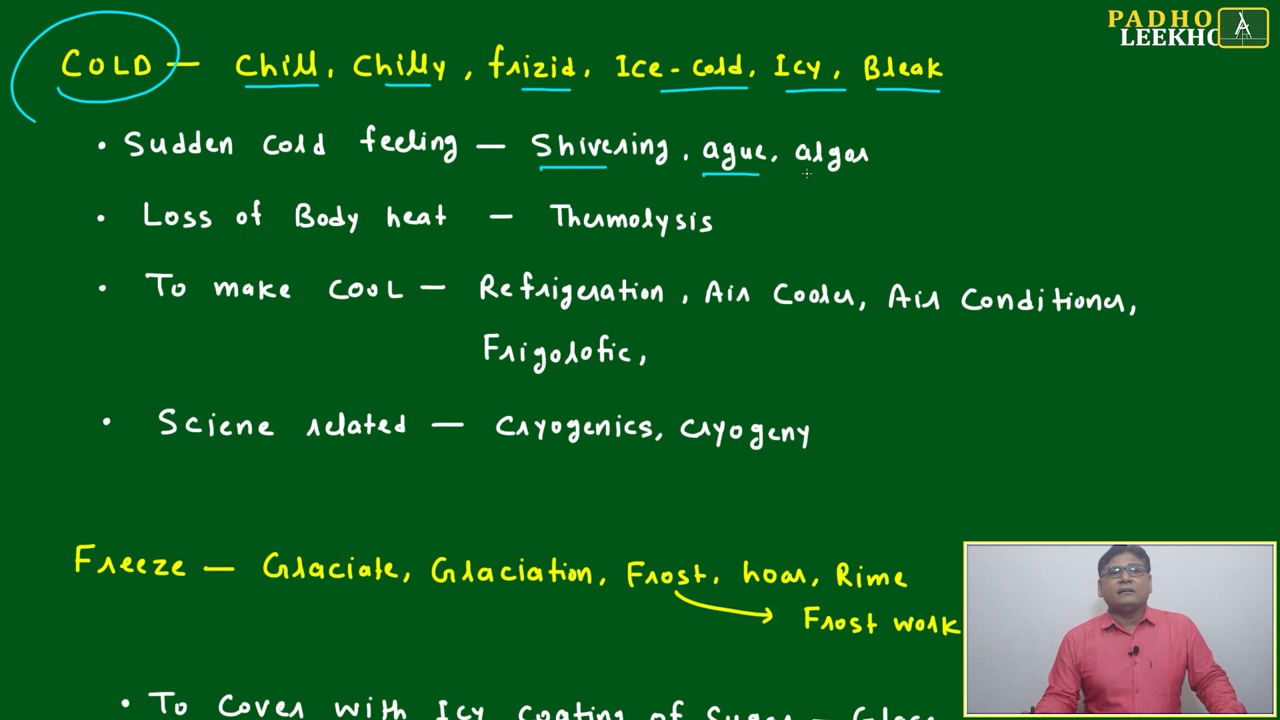 PADHO
LEEKHO
COLD — Chill, Chilly, frizid, Ice-cold, Icy, Bleak
• Sudden cold feeling — Shivering, ague, algor
• Loss of Body heat — Thermolysis
• To make COOL — Refrigeration, Air Cooler, Air Conditioner,
Frigolofic,
• Sciene related — Cryogenics, Cryogeny
Freeze — Glaciate, Glaciation, Frost, hoar, Rime
Frost work
• To Cover with Icy coating of Sugar — Glace